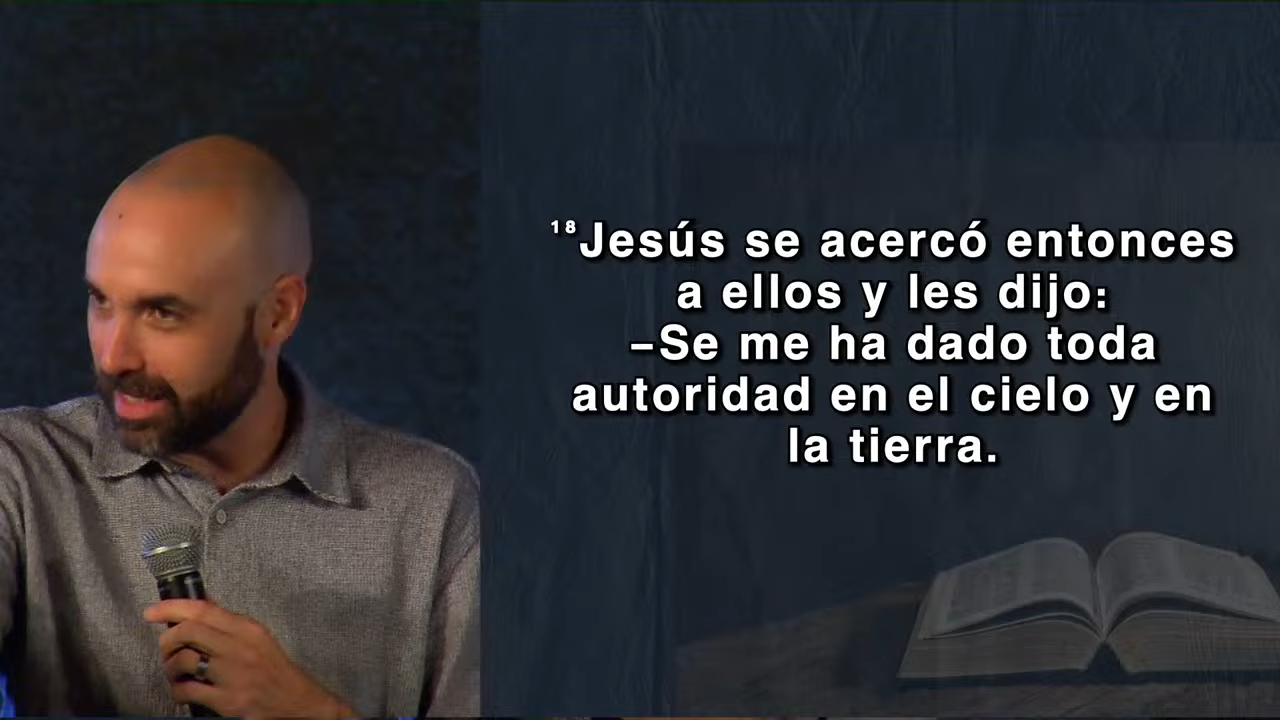 ¹⁸Jesús se acercó entonces
a ellos y les dijo:
–Se me ha dado toda
autoridad en el cielo y en
la tierra.